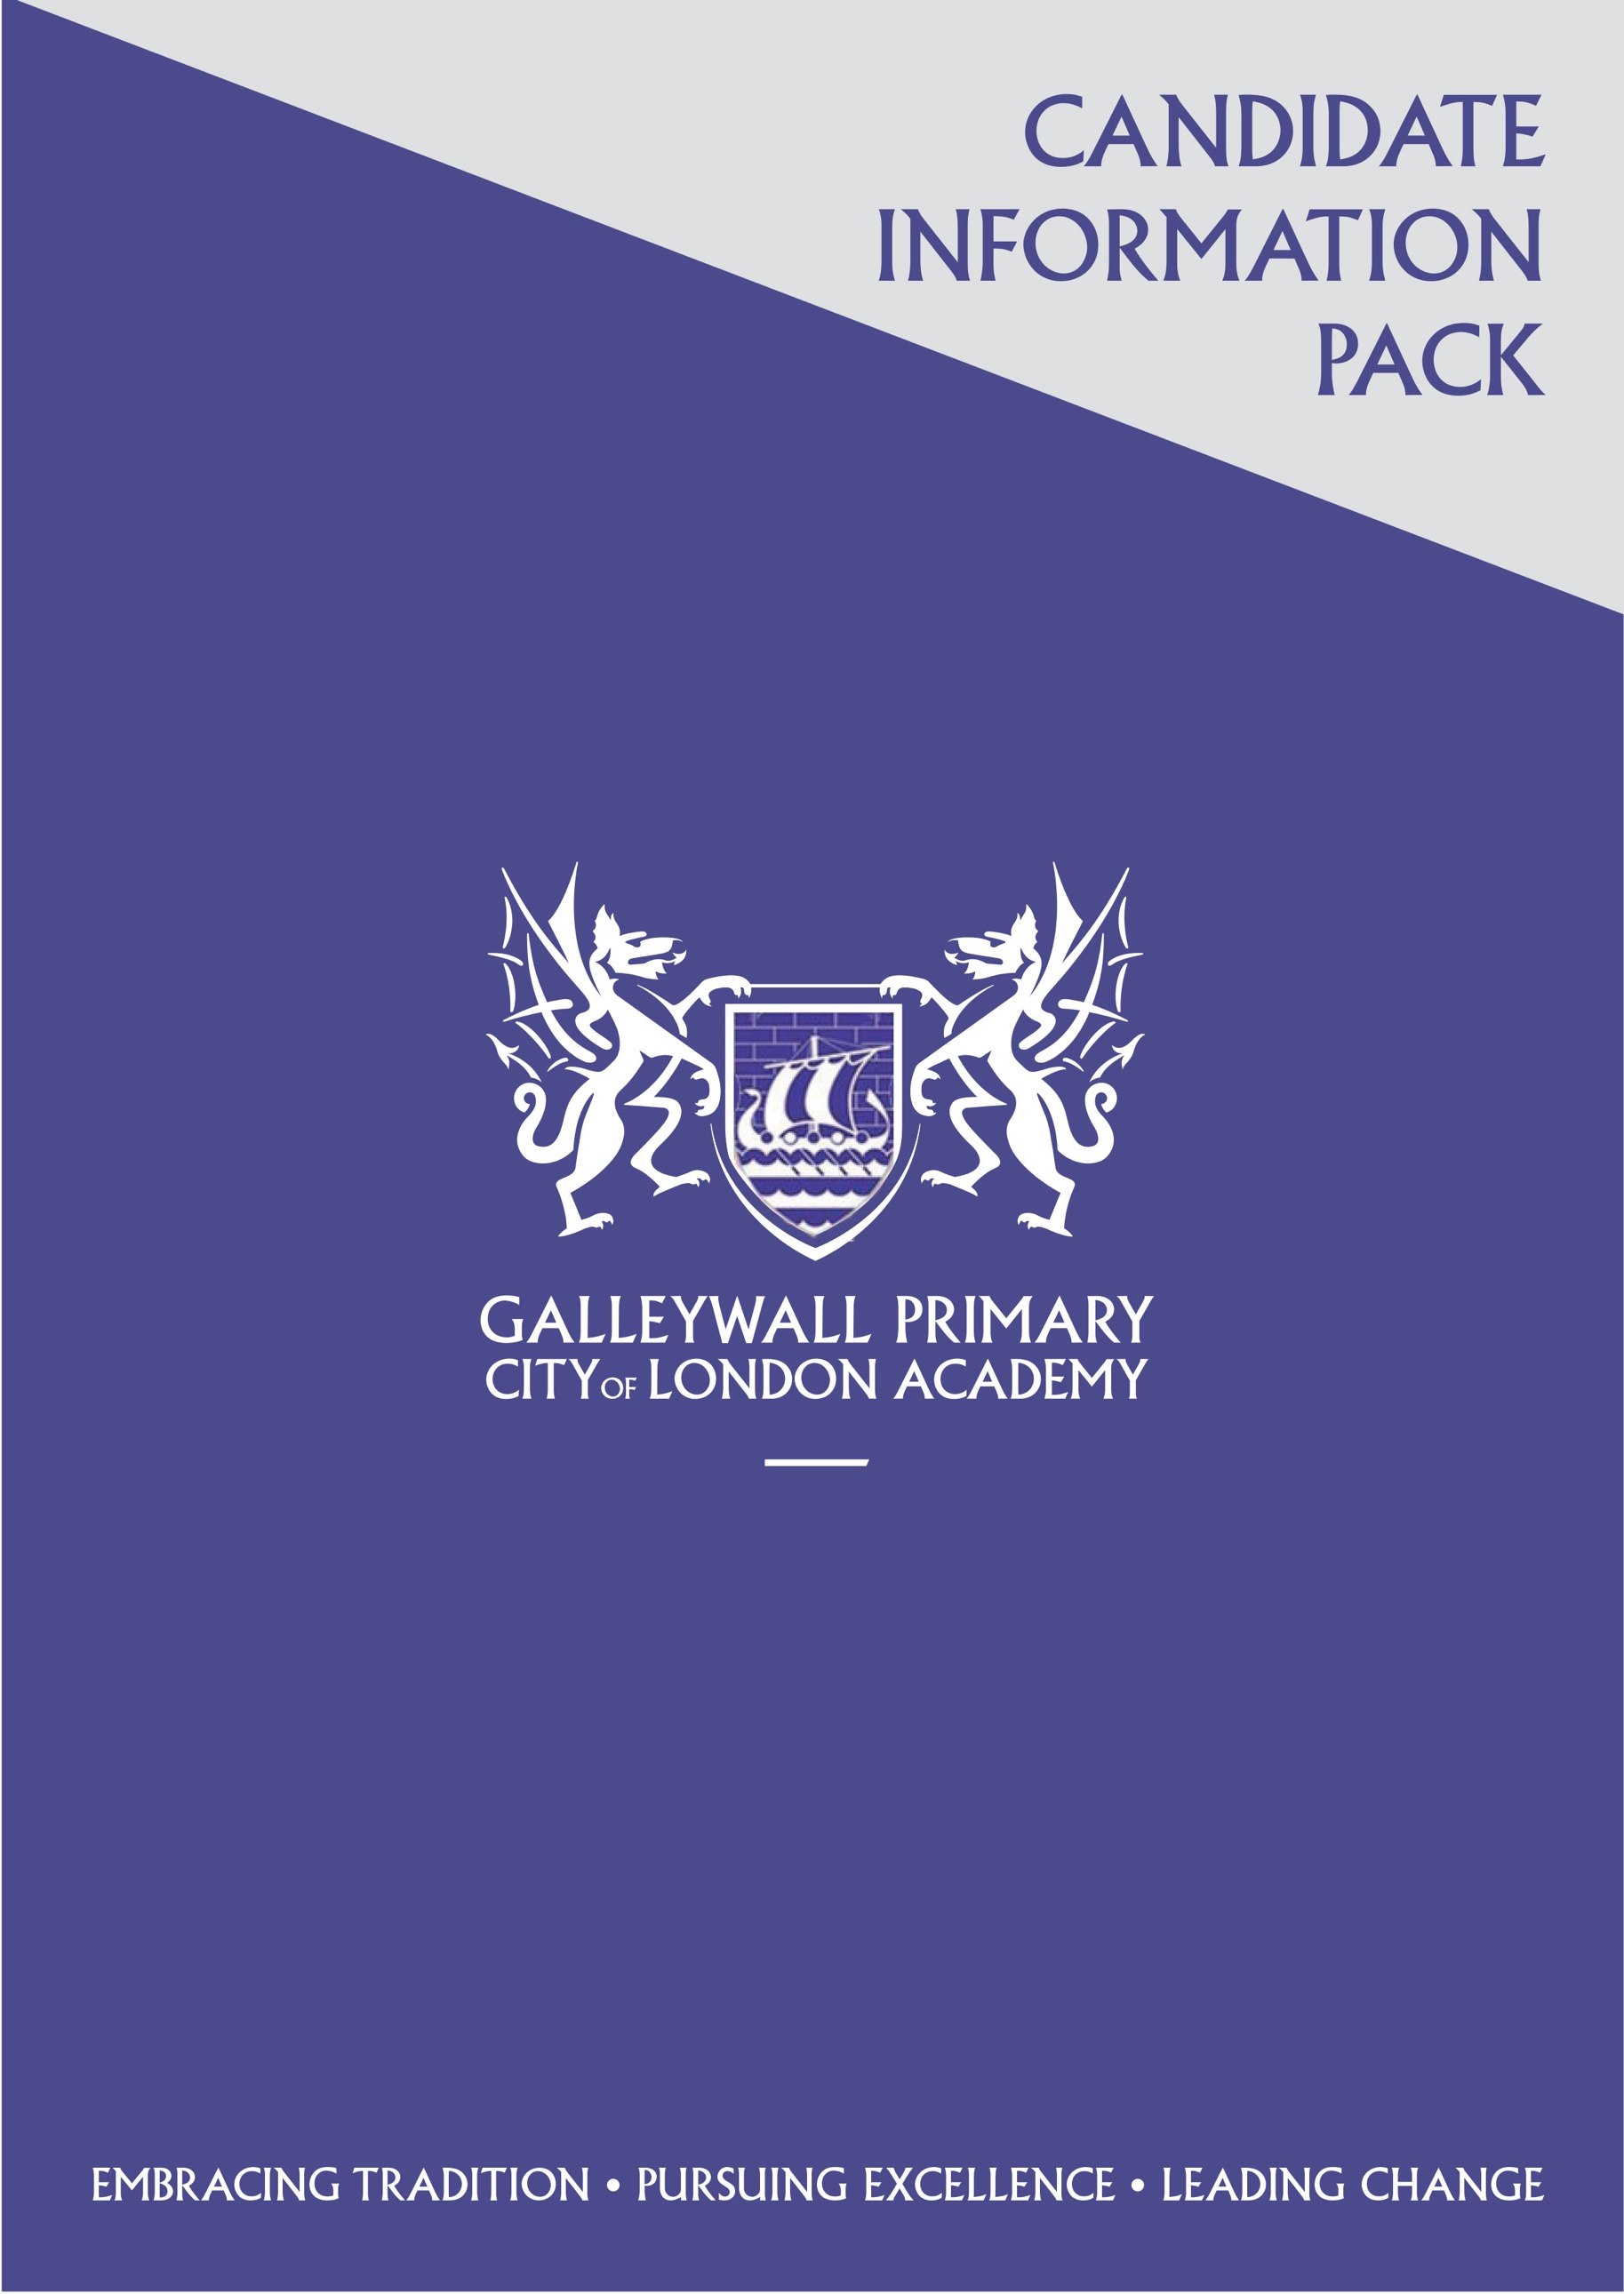 CANDIDATE
INFORMATION
PACK
GALLEYWALL PRIMARY
CITY OF LONDON ACADEMY
EMBRACING TRADITION • PURSUING EXCELLENCE • LEADING CHANGE